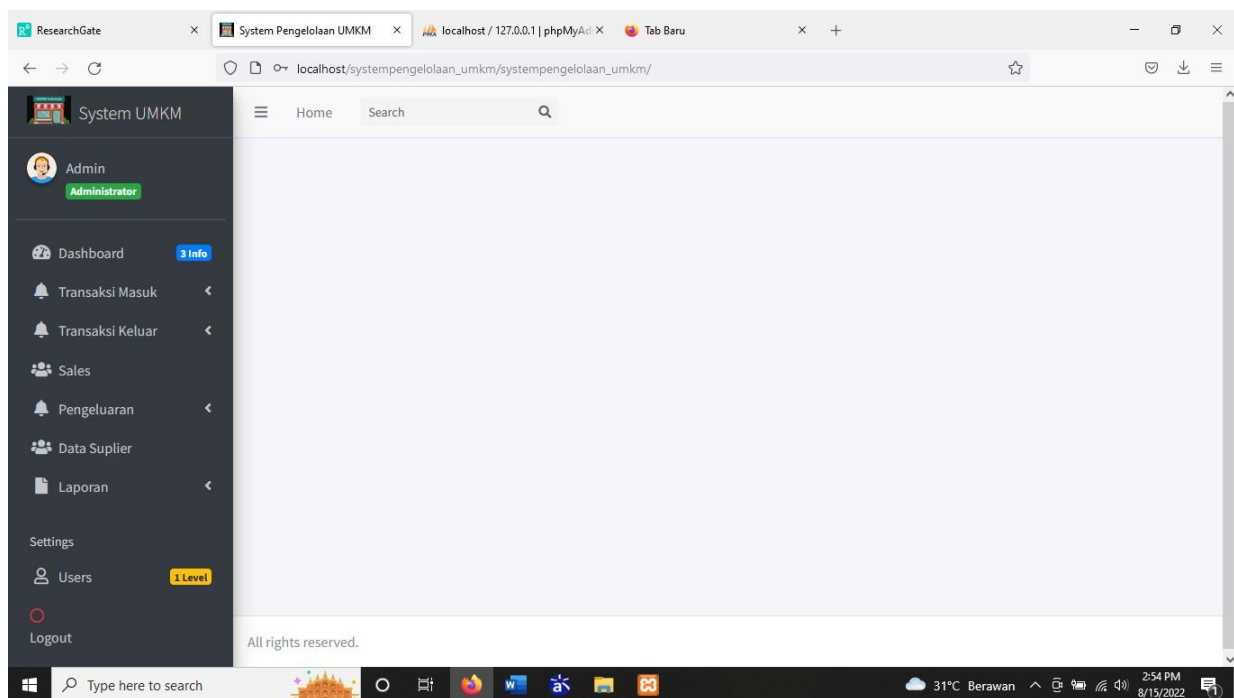 ResearchGate
System Pengelolaan UMKM
localhost / 127.0.0.1 | phpMyAd
Tab Baru
localhost/systempengelolaan_umkm/systempengelolaan_umkm/
System UMKM
Home
Search
Admin
Administrator
Dashboard
3 Info
Transaksi Masuk
Transaksi Keluar
Sales
Pengeluaran
Data Suplier
Laporan
Settings
Users
1 Level
Logout
All rights reserved.
Type here to search
31°C Berawan
2:54 PM
8/15/2022